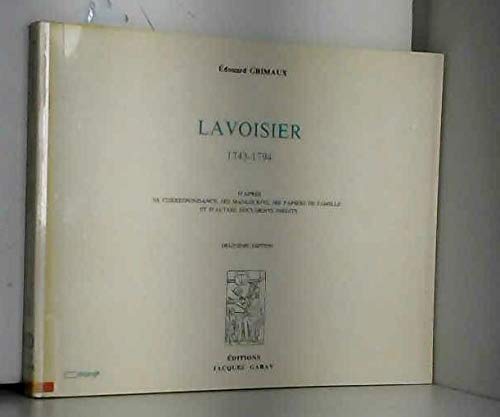 Édouard GRIMAUX
LAVOISIER
1743-1794
D'APRÈS
SA CORRESPONDANCE, SES MANUSCRITS, SES PAPIERS DE FAMILLE
ET D'AUTRES DOCUMENTS INÉDITS
DEUXIÈME ÉDITION
ÉDITIONS
JACQUES GABAY